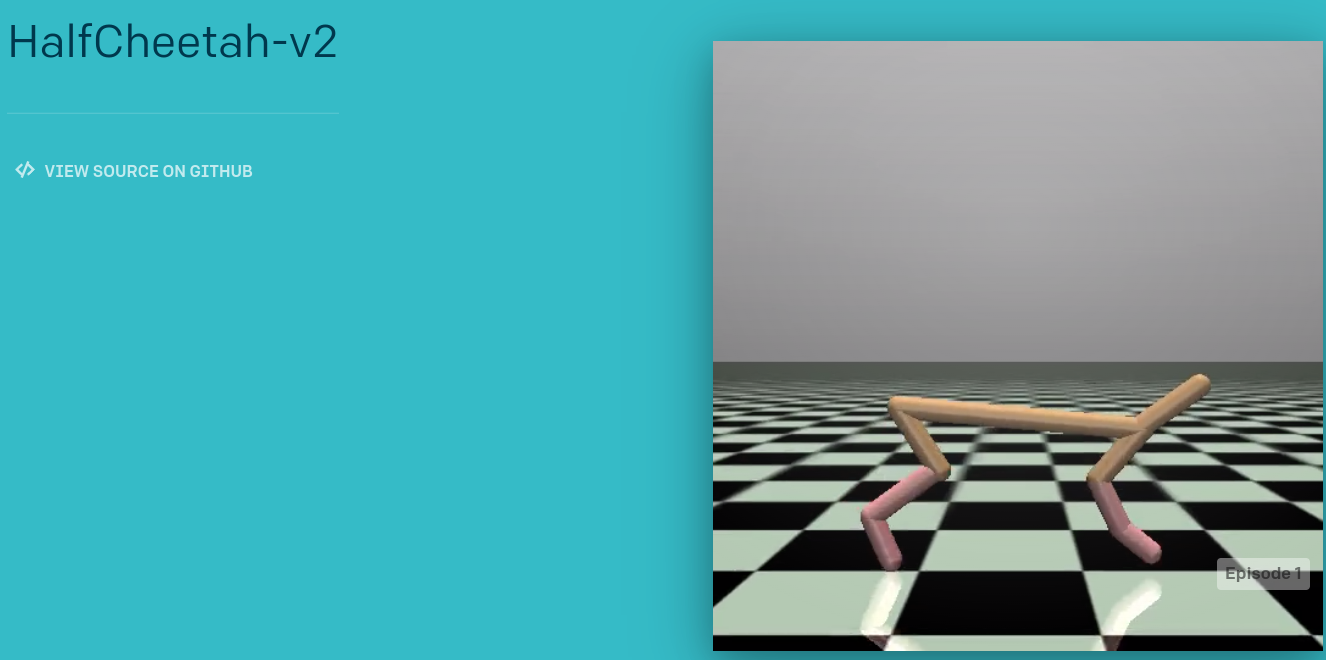 HalfCheetah-v2
VIEW SOURCE ON GITHUB
Episode 1